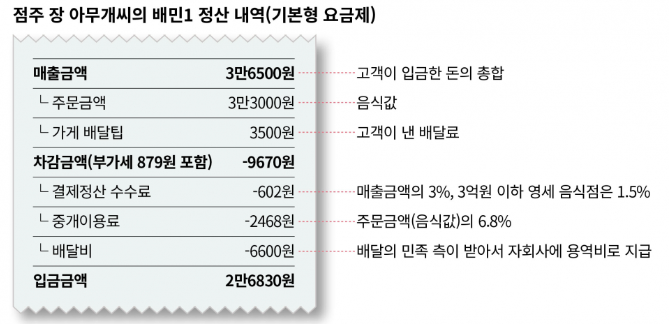 점주 장 아무개씨의 배민1 정산 내역(기본형 요금제)
매출금액 3만6500원 고객이 입금한 돈의 총합
└ 주문금액 3만3000원 음식값
└ 가게 배달팁 3500원 고객이 낸 배달료
차감금액(부가세 879원 포함) -9670원
└ 결제정산 수수료 -602원 매출금액의 3%, 3억원 이하 영세 음식점은 1.5%
└ 중개이용료 -2468원 주문금액(음식값)의 6.8%
└ 배달비 -6600원 배달의 민족 측이 받아서 자회사에 용역비로 지급
입금금액 2만6830원